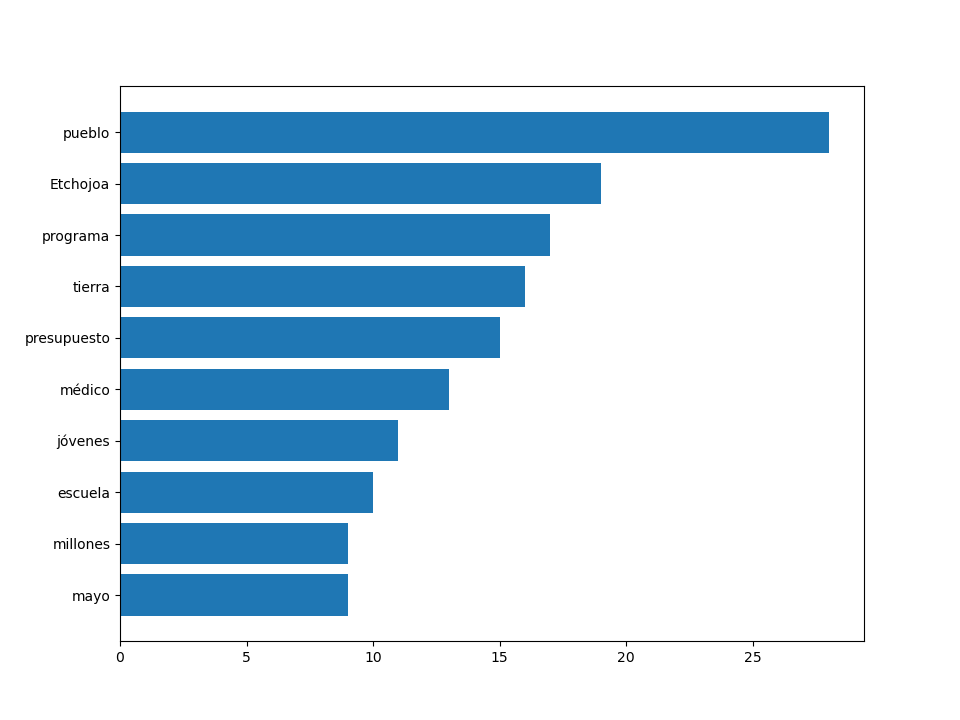 pueblo
Etchojoa
programa
tierra
presupuesto
médico
jóvenes
escuela
millones
mayo
0 5 10 15 20 25